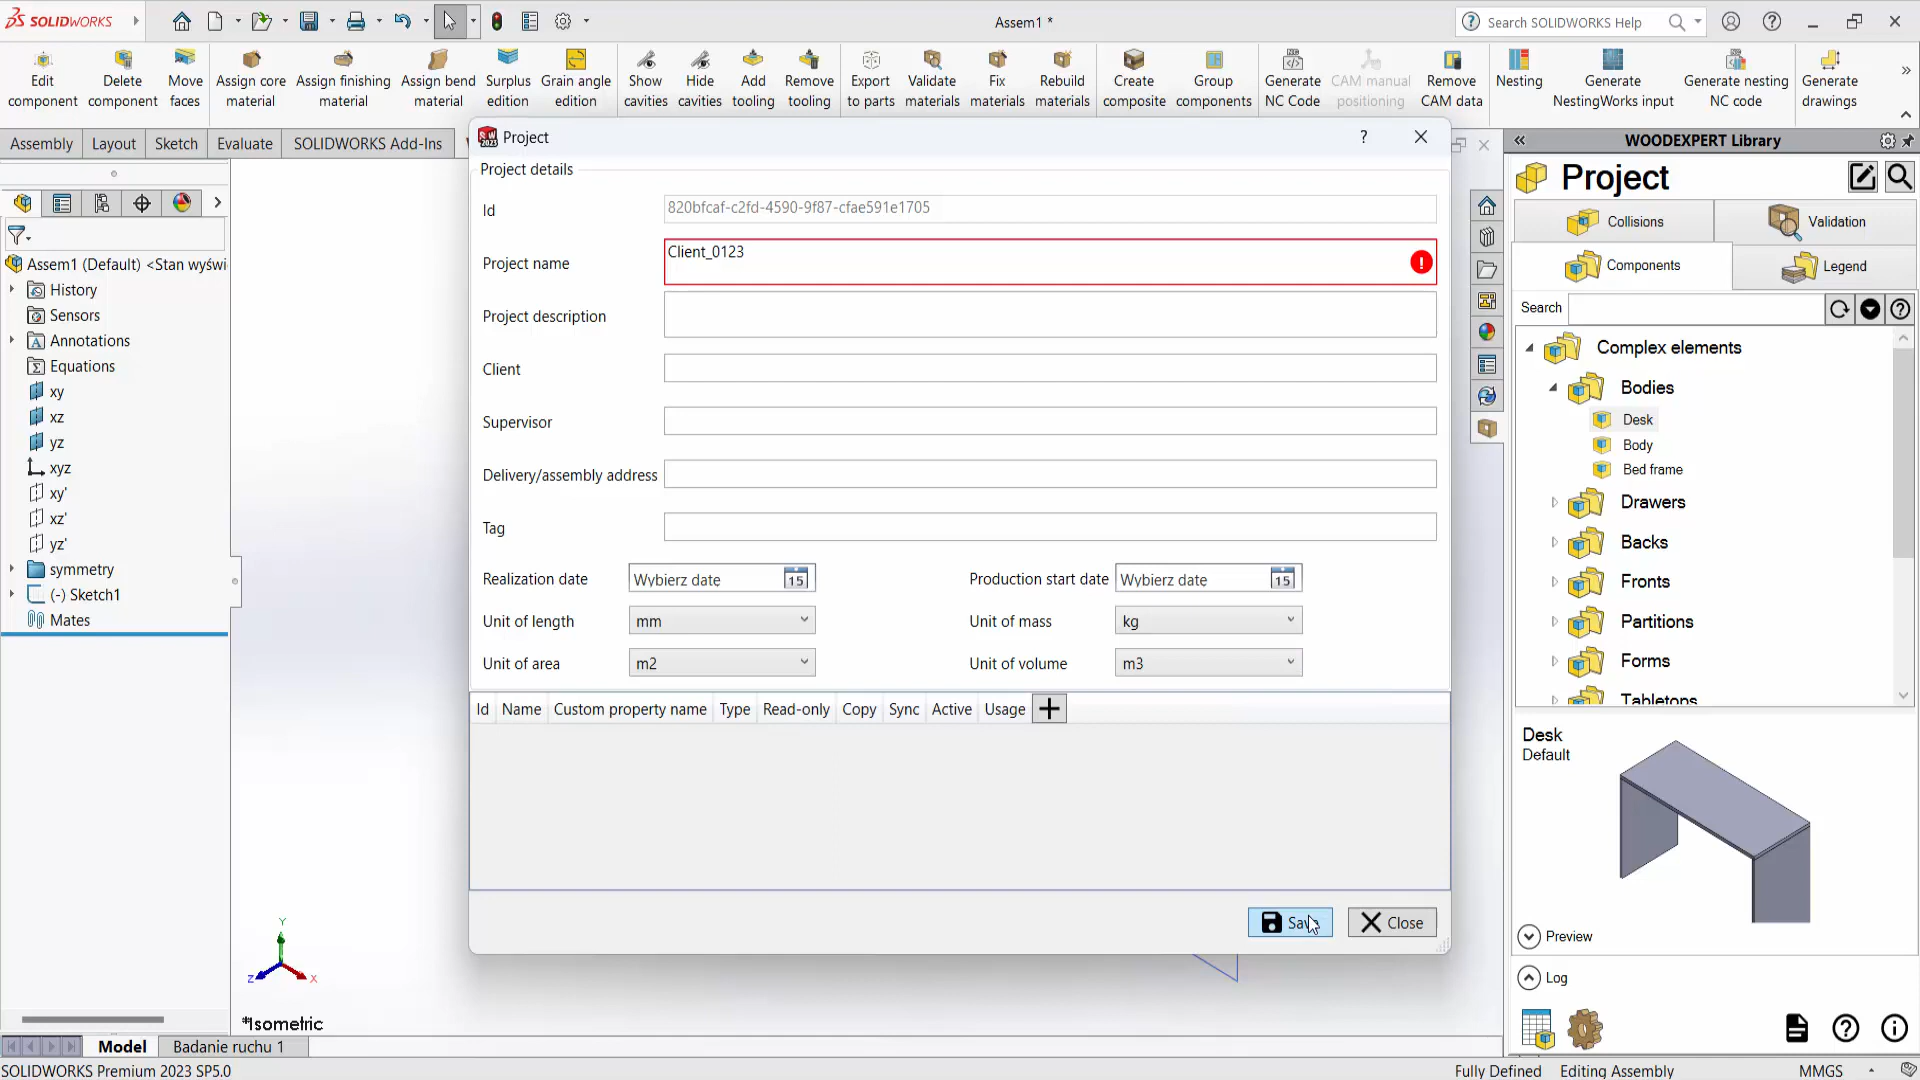 SOLIDWORKS
Assem1 *
Search SOLIDWORKS Help
Edit component
Delete component
Move faces
Assign core material
Assign finishing material
Assign bend material
Surplus edition
Grain angle edition
Show cavities
Hide cavities
Add tooling
Remove tooling
Export to parts
Validate materials
Fix materials
Rebuild materials
Create composite
Group components
Generate NC Code
CAM manual positioning
Remove CAM data
Nesting
Generate NestingWorks input
Generate nesting NC code
Generate drawings
Assembly
Layout
Sketch
Evaluate
SOLIDWORKS Add-Ins
Assem1 (Default) <Stan wyświ
History
Sensors
Annotations
Equations
xy
xz
yz
xyz
xy'
xz'
yz'
symmetry
(-) Sketch1
Mates
Project
Project details
Id
820bfcaf-c2fd-4590-9f87-cfae591e1705
Project name
Client_0123
Project description
Client
Supervisor
Delivery/assembly address
Tag
Realization date
Wybierz date
15
Production start date
Wybierz date
15
Unit of length
mm
Unit of mass
kg
Unit of area
m2
Unit of volume
m3
Id Name Custom property name Type Read-only Copy Sync Active Usage
Save
Close
WOODEXPERT Library
Project
Collisions
Validation
Components
Legend
Search
Complex elements
Bodies
Desk
Body
Bed frame
Drawers
Backs
Fronts
Partitions
Forms
Tabletops
Desk
Default
Preview
Log
Y
Z
X
*Isometric
Model
Badanie ruchu 1
SOLIDWORKS Premium 2023 SP5.0
Fully Defined
Editing Assembly
MMGS